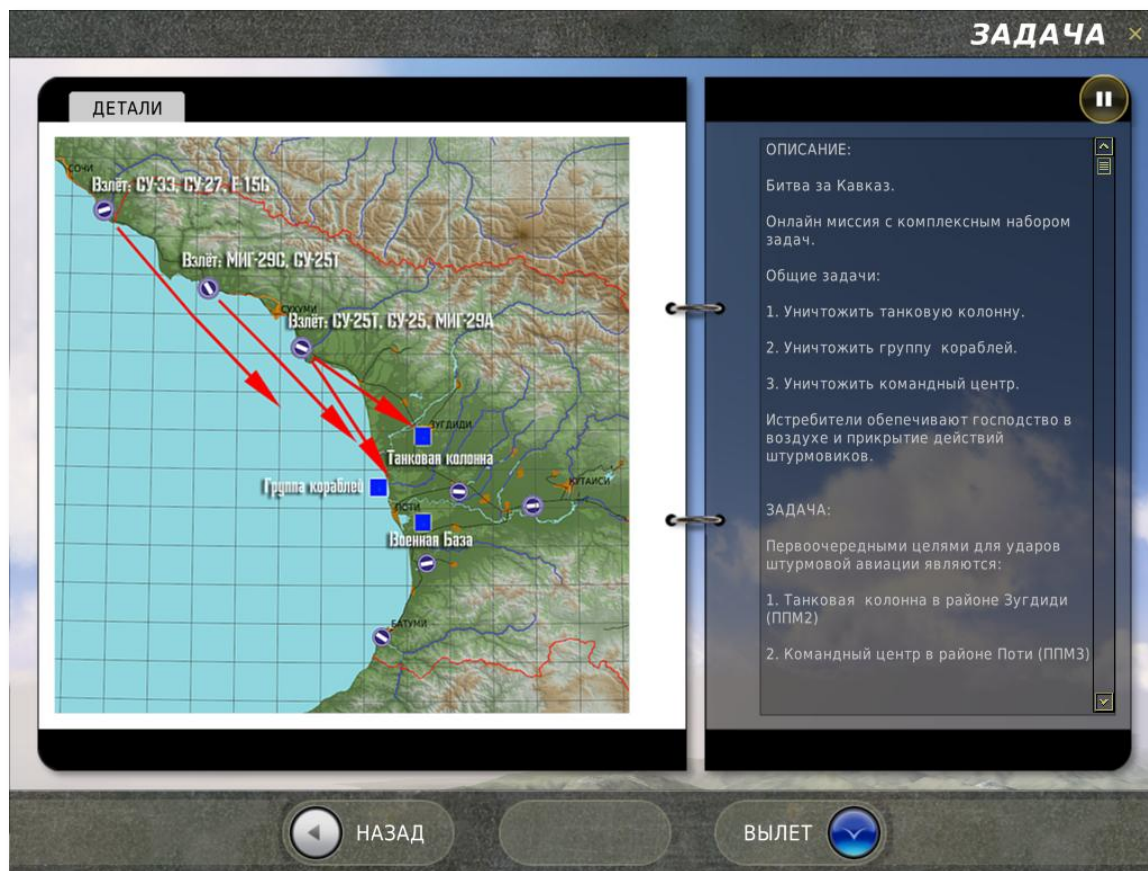 ЗАДАЧА
ДЕТАЛИ
СОЧИ
Взлёт: СУ-33, СУ-27, Е-15С
Взлёт: МИГ-29С, СУ-25Т
СУХУМИ
Взлёт: СУ-25Т, СУ-25, МИГ-29А
ЗУГДИДИ
Танковая колонна
Группа кораблей
КУТАИСИ
ПОТИ
Военная База
БАТУМИ
ОПИСАНИЕ:
Битва за Кавказ.
Онлайн миссия с комплексным набором
задач.
Общие задачи:
1. Уничтожить танковую колонну.
2. Уничтожить группу кораблей.
3. Уничтожить командный центр.
Истребители обепечивают господство в
воздухе и прикрытие действий
штурмовиков.
ЗАДАЧА:
Первоочередными целями для ударов
штурмовой авиации являются:
1. Танковая колонна в районе Зугдиди
(ППМ2)
2. Командный центр в районе Поти (ППМ3)
НАЗАД
ВЫЛЕТ